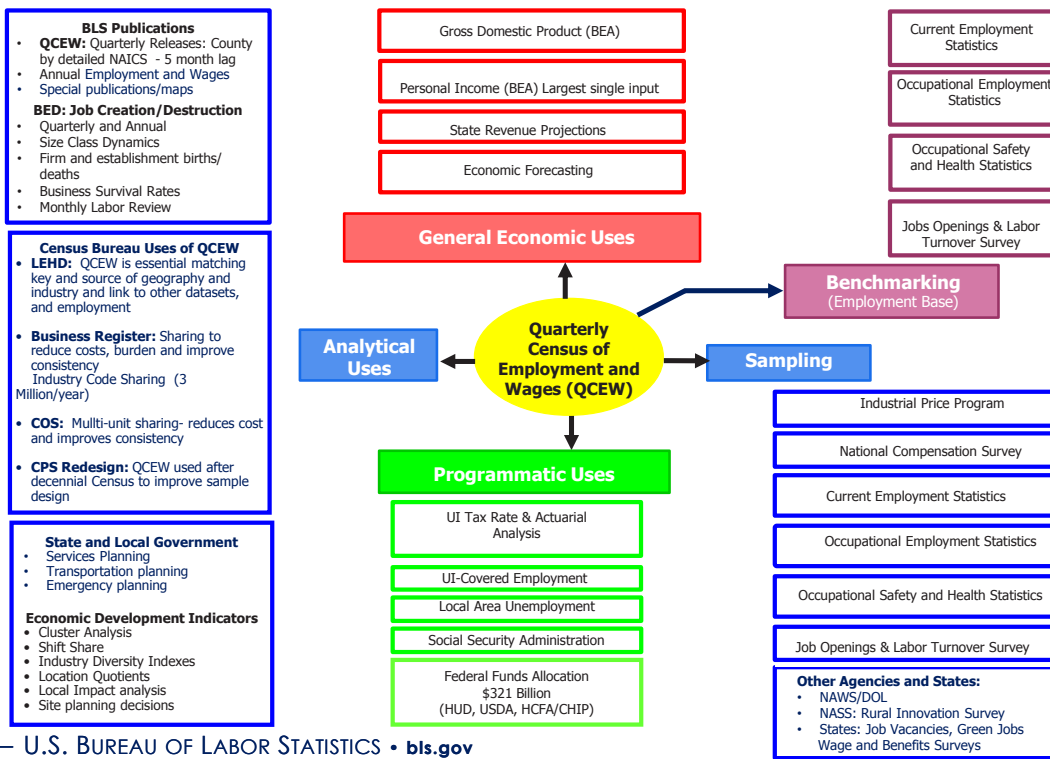 BLS Publications
• QCEW: Quarterly Releases: County
by detailed NAICS - 5 month lag
• Annual Employment and Wages
• Special publications/maps
BED: Job Creation/Destruction
• Quarterly and Annual
• Size Class Dynamics
• Firm and establishment births/
deaths
• Business Survival Rates
• Monthly Labor Review
Census Bureau Uses of QCEW
• LEHD: QCEW is essential matching
key and source of geography and
industry and link to other datasets,
and employment
• Business Register: Sharing to
reduce costs, burden and improve
consistency
Industry Code Sharing (3
Million/year)
• COS: Mullti-unit sharing- reduces cost
and improves consistency
• CPS Redesign: QCEW used after
decennial Census to improve sample
design
State and Local Government
• Services Planning
• Transportation planning
• Emergency planning
Economic Development Indicators
• Cluster Analysis
• Shift Share
• Industry Diversity Indexes
• Location Quotients
• Local Impact analysis
• Site planning decisions
Gross Domestic Product (BEA)
Personal Income (BEA) Largest single input
State Revenue Projections
Economic Forecasting
General Economic Uses
Analytical
Uses
Quarterly
Census of
Employment and
Wages (QCEW)
Programmatic Uses
UI Tax Rate & Actuarial
Analysis
UI-Covered Employment
Local Area Unemployment
Social Security Administration
Federal Funds Allocation
$321 Billion
(HUD, USDA, HCFA/CHIP)
Current Employment
Statistics
Occupational Employment
Statistics
Occupational Safety
and Health Statistics
Jobs Openings & Labor
Turnover Survey
Benchmarking
(Employment Base)
Sampling
Industrial Price Program
National Compensation Survey
Current Employment Statistics
Occupational Employment Statistics
Occupational Safety and Health Statistics
Job Openings & Labor Turnover Survey
Other Agencies and States:
• NAWS/DOL
• NASS: Rural Innovation Survey
• States: Job Vacancies, Green Jobs
Wage and Benefits Surveys
— U.S. BUREAU OF LABOR STATISTICS • bls.gov